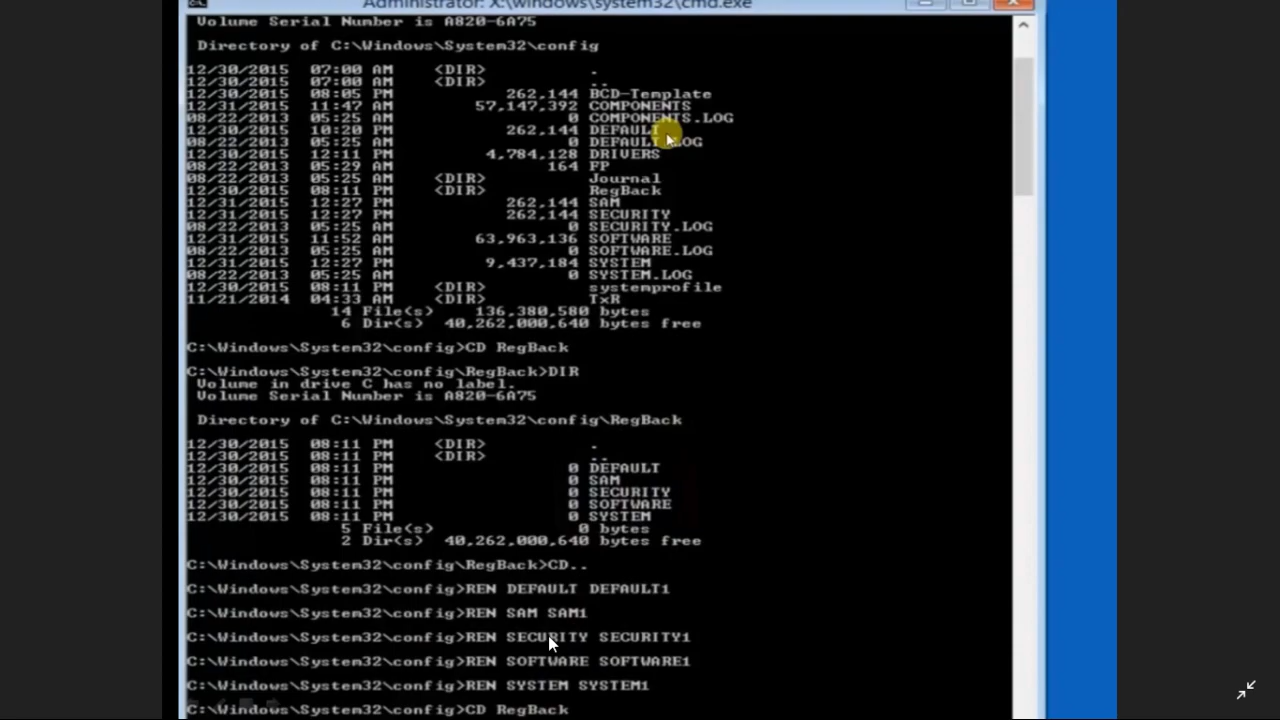 Administrator: X:\windows\system32\cmd.exe
Volume Serial Number is A820-6A75
Directory of C:\Windows\System32\config
12/30/2015 07:00 AM <DIR> .
12/30/2015 07:00 AM <DIR> ..
12/30/2015 08:05 PM 262,144 BCD-Template
12/31/2015 11:47 AM 57,147,392 COMPONENTS
08/22/2013 05:25 AM 0 COMPONENTS.LOG
12/30/2015 10:20 PM 262,144 DEFAULT
08/22/2013 05:25 AM 0 DEFAULT.LOG
12/30/2015 12:11 PM 4,784,128 DRIVERS
08/22/2013 05:29 AM 164 FP
08/22/2013 05:25 AM <DIR> Journal
12/30/2015 08:11 PM <DIR> RegBack
12/31/2015 12:27 PM 262,144 SAM
12/31/2015 12:27 PM 262,144 SECURITY
08/22/2013 05:25 AM 0 SECURITY.LOG
12/31/2015 11:52 AM 63,963,136 SOFTWARE
08/22/2013 05:25 AM 0 SOFTWARE.LOG
12/31/2015 12:27 PM 9,437,184 SYSTEM
08/22/2013 05:25 AM 0 SYSTEM.LOG
12/30/2015 08:11 PM <DIR> systemprofile
11/21/2014 04:33 AM <DIR> TxR
14 File(s) 136,380,580 bytes
6 Dir(s) 40,262,000,640 bytes free
C:\Windows\System32\config>CD RegBack
C:\Windows\System32\config\RegBack>DIR
Volume in drive C has no label.
Volume Serial Number is A820-6A75
Directory of C:\Windows\System32\config\RegBack
12/30/2015 08:11 PM <DIR> .
12/30/2015 08:11 PM <DIR> ..
12/30/2015 08:11 PM 0 DEFAULT
12/30/2015 08:11 PM 0 SAM
12/30/2015 08:11 PM 0 SECURITY
12/30/2015 08:11 PM 0 SOFTWARE
12/30/2015 08:11 PM 0 SYSTEM
5 File(s) 0 bytes
2 Dir(s) 40,262,000,640 bytes free
C:\Windows\System32\config\RegBack>CD..
C:\Windows\System32\config>REN DEFAULT DEFAULT1
C:\Windows\System32\config>REN SAM SAM1
C:\Windows\System32\config>REN SECURITY SECURITY1
C:\Windows\System32\config>REN SOFTWARE SOFTWARE1
C:\Windows\System32\config>REN SYSTEM SYSTEM1
C:\Windows\System32\config>CD RegBack